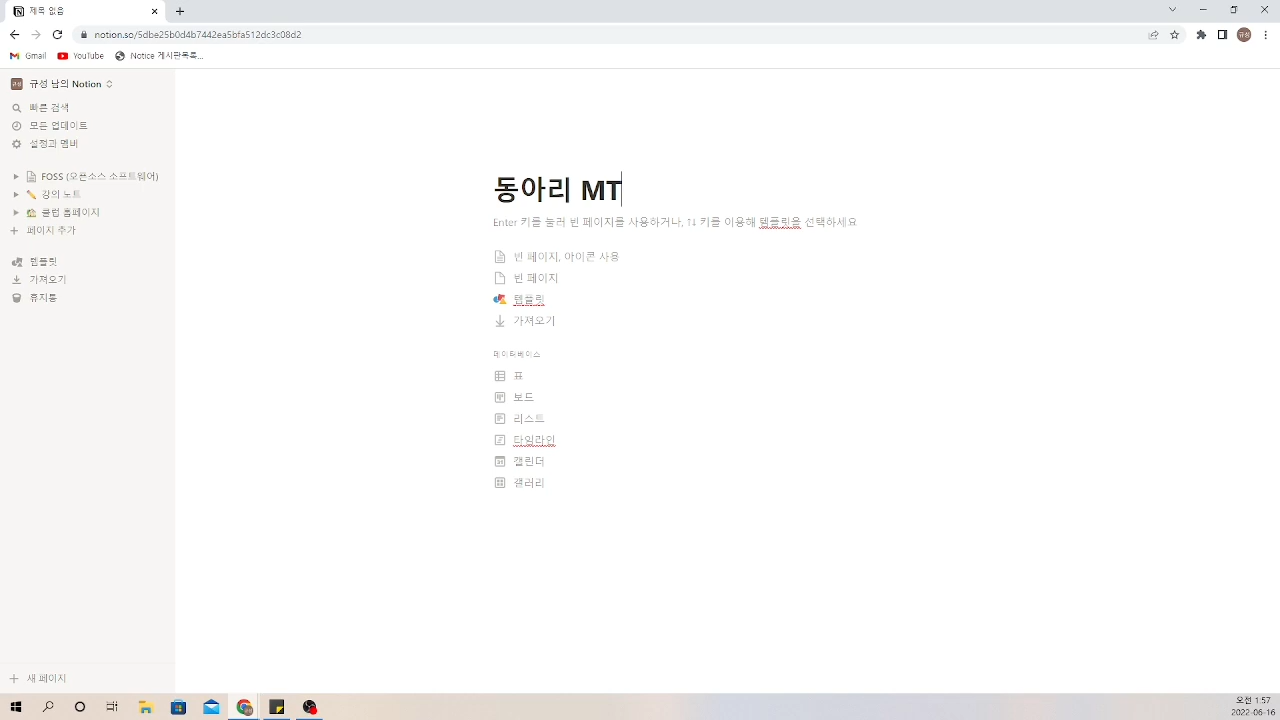 제목 없음
notion.so/5dbe25b0d4b7442ea5bfa512dc3c08d2
Gmail YouTube Notice 게시판목록...
규성 남의 Notion
빠른 검색
모든 업데이트
설정과 멤버
FOSS (오픈소스 소프트웨어)
강의 노트
클럽 홈페이지
페이지 추가
템플릿
가져오기
휴지통
새 페이지
동아리 MT
Enter 키를 눌러 빈 페이지를 사용하거나, ↑↓ 키를 이용해 템플릿을 선택하세요
빈 페이지, 아이콘 사용
빈 페이지
템플릿
가져오기
데이터베이스
표
보드
리스트
타임라인
캘린더
갤러리
오전 1:57
2022-06-16